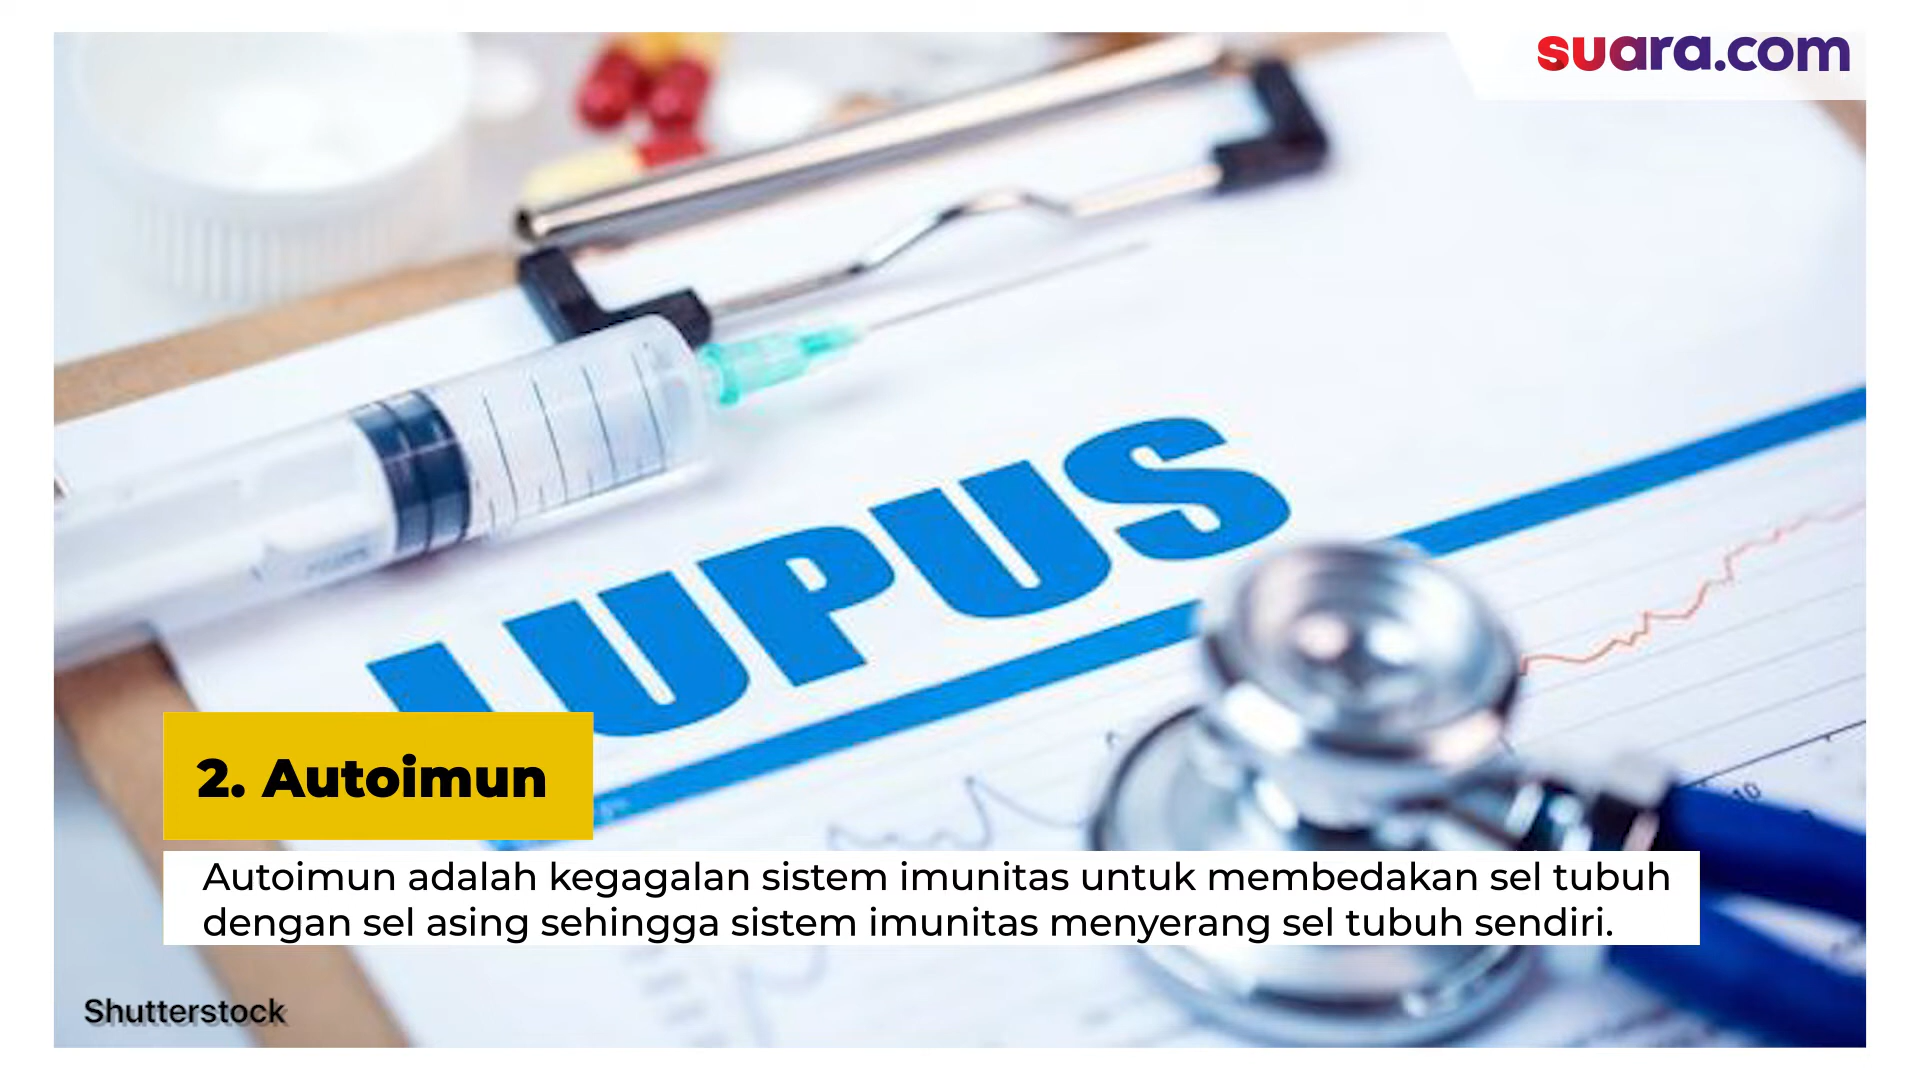 suara.com
LUPUS
10
2. Autoimun
Autoimun adalah kegagalan sistem imunitas untuk membedakan sel tubuh
dengan sel asing sehingga sistem imunitas menyerang sel tubuh sendiri.
Shutterstock